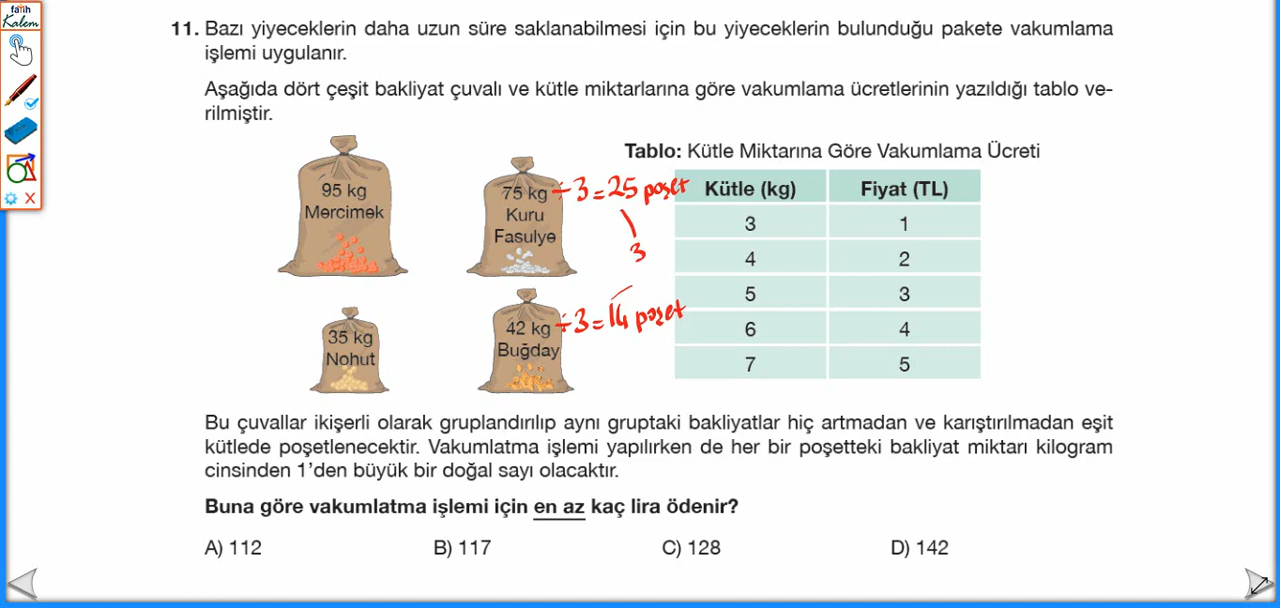 fatih
Kalem
11. Bazı yiyeceklerin daha uzun süre saklanabilmesi için bu yiyeceklerin bulunduğu pakete vakumlama
işlemi uygulanır.
Aşağıda dört çeşit bakliyat çuvalı ve kütle miktarlarına göre vakumlama ücretlerinin yazıldığı tablo ve-
rilmiştir.
95 kg
Mercimek
75 kg ÷ 3 = 25 poşet
Kuru
Fasulye
3
35 kg
Nohut
42 kg ÷ 3 = 14 poşet
Buğday
Tablo: Kütle Miktarına Göre Vakumlama Ücreti
Kütle (kg) Fiyat (TL)
3 1
4 2
5 3
6 4
7 5
Bu çuvallar ikişerli olarak gruplandırılıp aynı gruptaki bakliyatlar hiç artmadan ve karıştırılmadan eşit
kütlede poşetlenecektir. Vakumlatma işlemi yapılırken de her bir poşetteki bakliyat miktarı kilogram
cinsinden 1’den büyük bir doğal sayı olacaktır.
Buna göre vakumlatma işlemi için en az kaç lira ödenir?
A) 112 B) 117 C) 128 D) 142